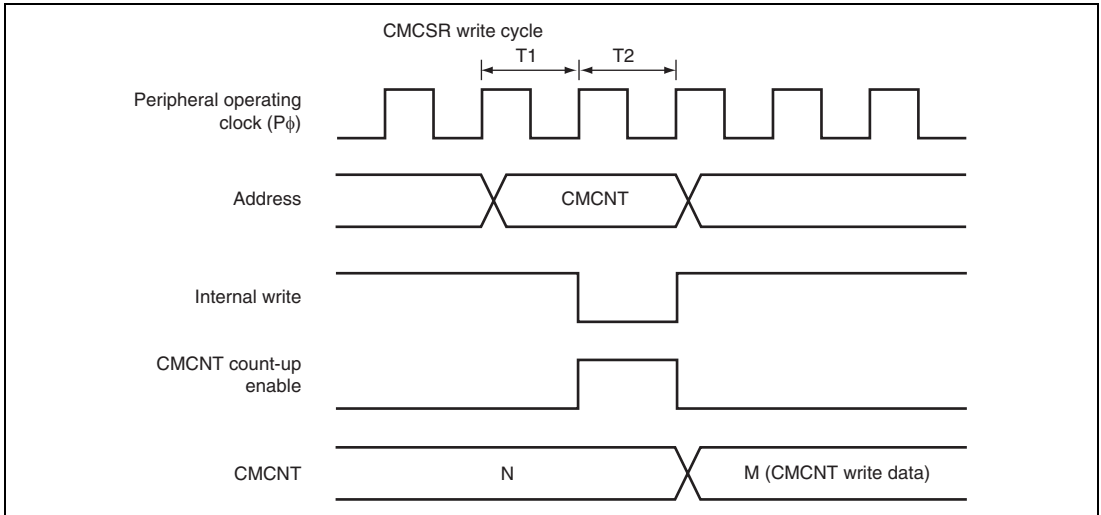 CMCSR write cycle
T1
T2
Peripheral operating
clock (Pϕ)
Address
CMCNT
Internal write
CMCNT count-up
enable
CMCNT
N
M (CMCNT write data)